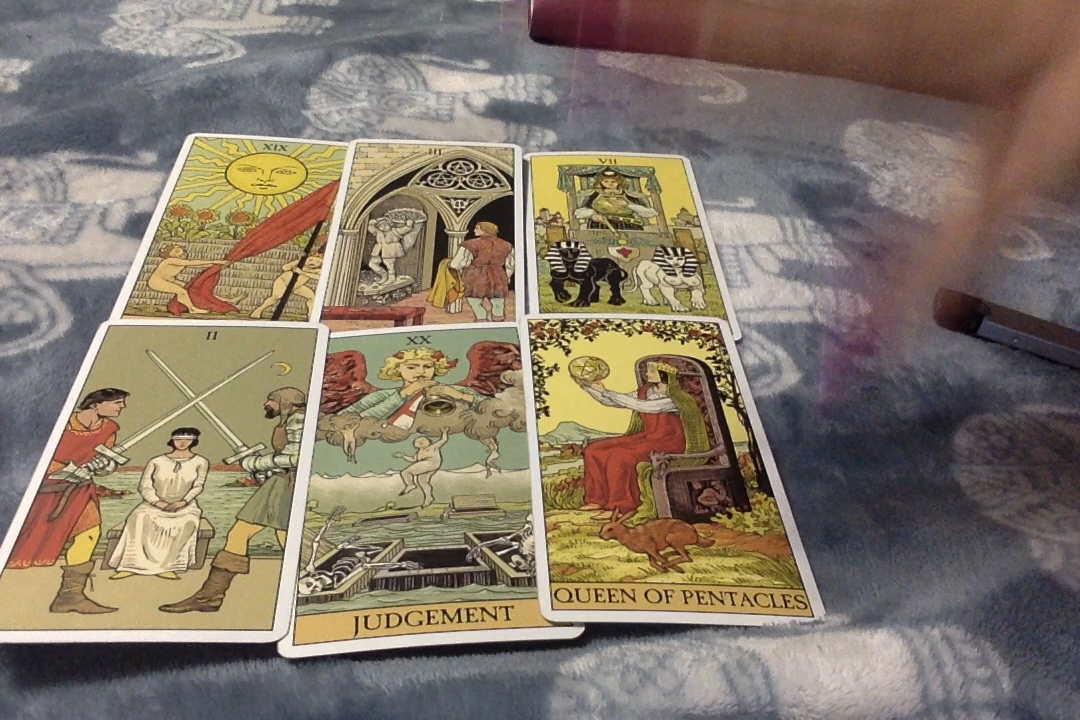 XIX
III
VII
II
XX
JUDGEMENT
QUEEN OF PENTACLES